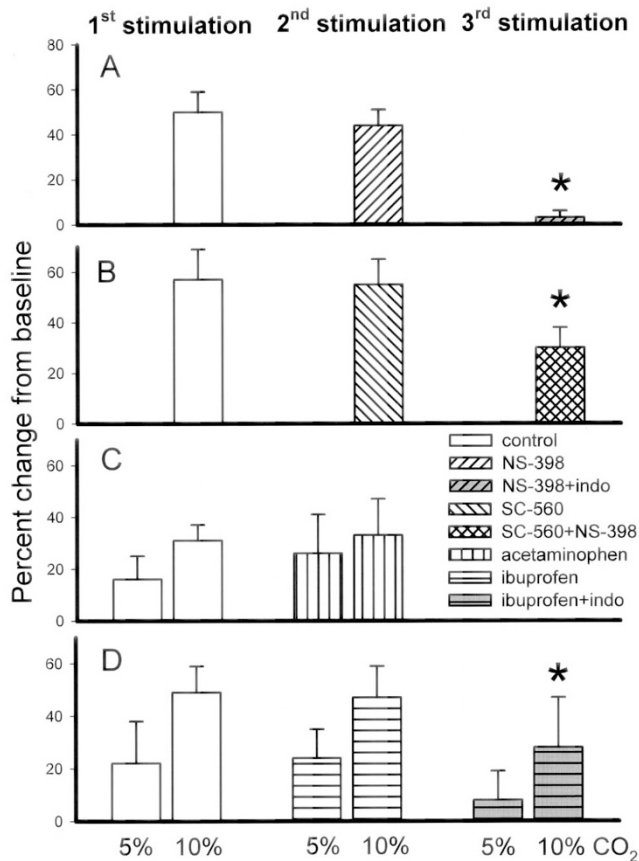 1st stimulation 2nd stimulation 3rd stimulation
Percent change from baseline
A
80
60
40
20
0
*
B
60
40
20
0
*
C
60
40
20
0
control
NS-398
NS-398+indo
SC-560
SC-560+NS-398
acetaminophen
ibuprofen
ibuprofen+indo
D
60
40
20
0
*
5% 10% 5% 10% 5% 10% CO2